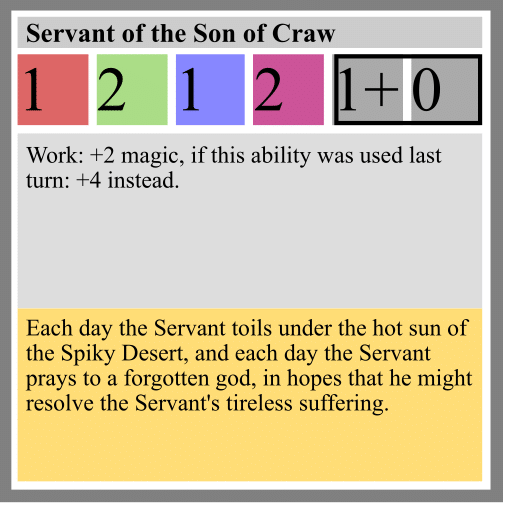 Servant of the Son of Craw
1 2 1 2 1+ 0
Work: +2 magic, if this ability was used last
turn: +4 instead.
Each day the Servant toils under the hot sun of
the Spiky Desert, and each day the Servant
prays to a forgotten god, in hopes that he might
resolve the Servant's tireless suffering.